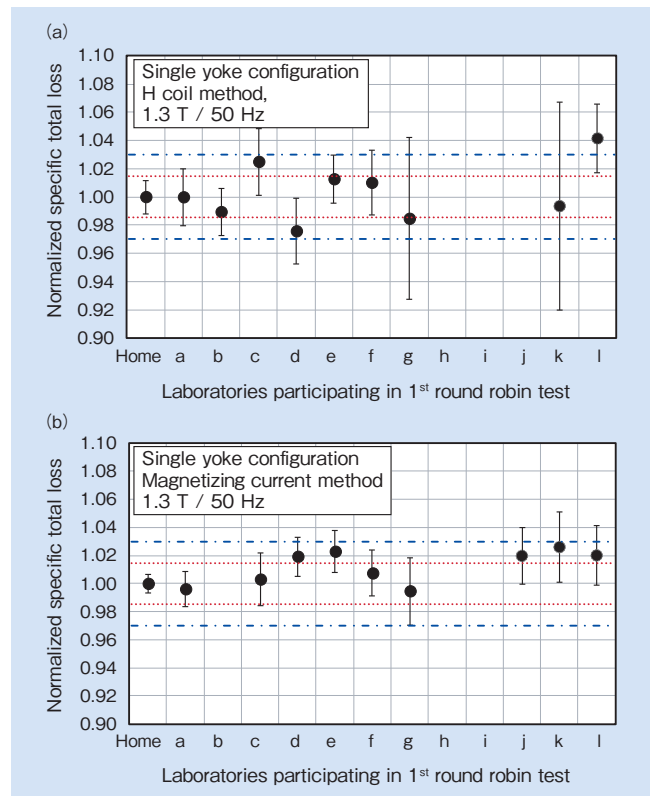 (a)
Single yoke configuration
H coil method,
1.3 T / 50 Hz
Normalized specific total loss
1.10
1.08
1.06
1.04
1.02
1.00
0.98
0.96
0.94
0.92
0.90
Home a b c d e f g h i j k l
Laboratories participating in 1st round robin test
(b)
Single yoke configuration
Magnetizing current method
1.3 T / 50 Hz
Normalized specific total loss
1.10
1.08
1.06
1.04
1.02
1.00
0.98
0.96
0.94
0.92
0.90
Home a b c d e f g h i j k l
Laboratories participating in 1st round robin test